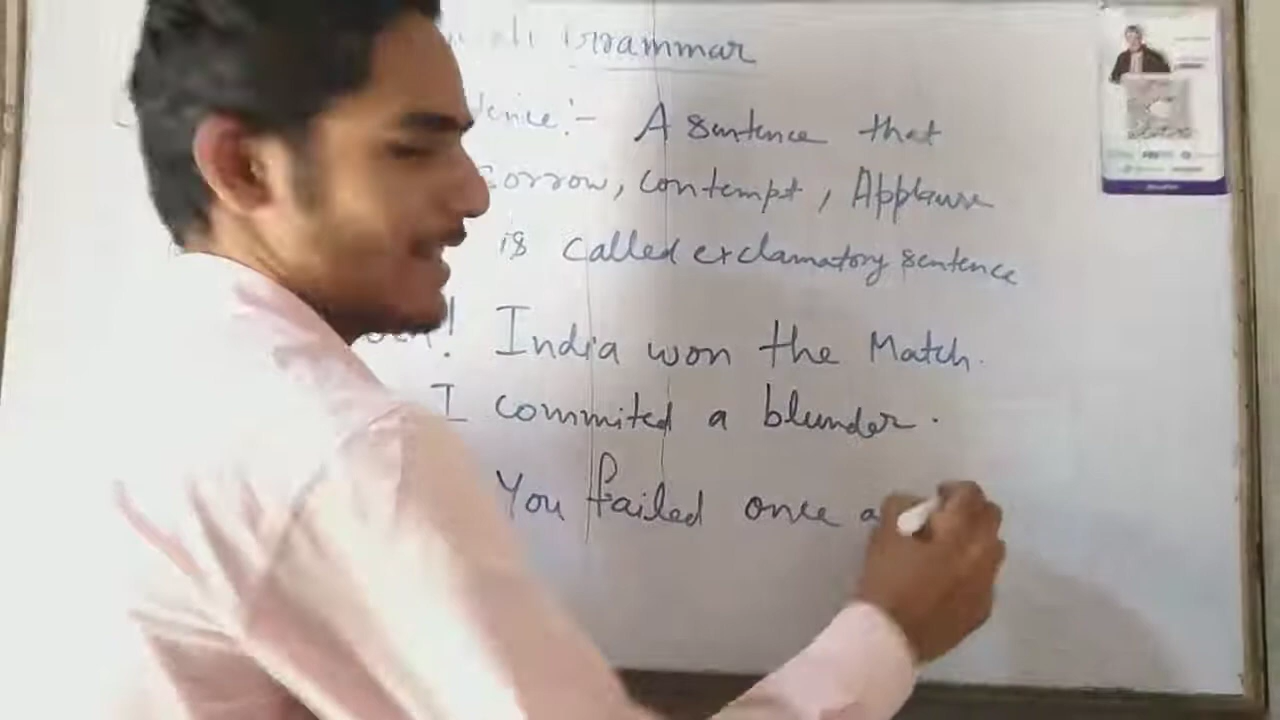 Grammar
:- A sentence that
sorrow, contempt, Applause
is called exclamatory sentence
! India won the Match.
I commited a blunder.
You failed once a